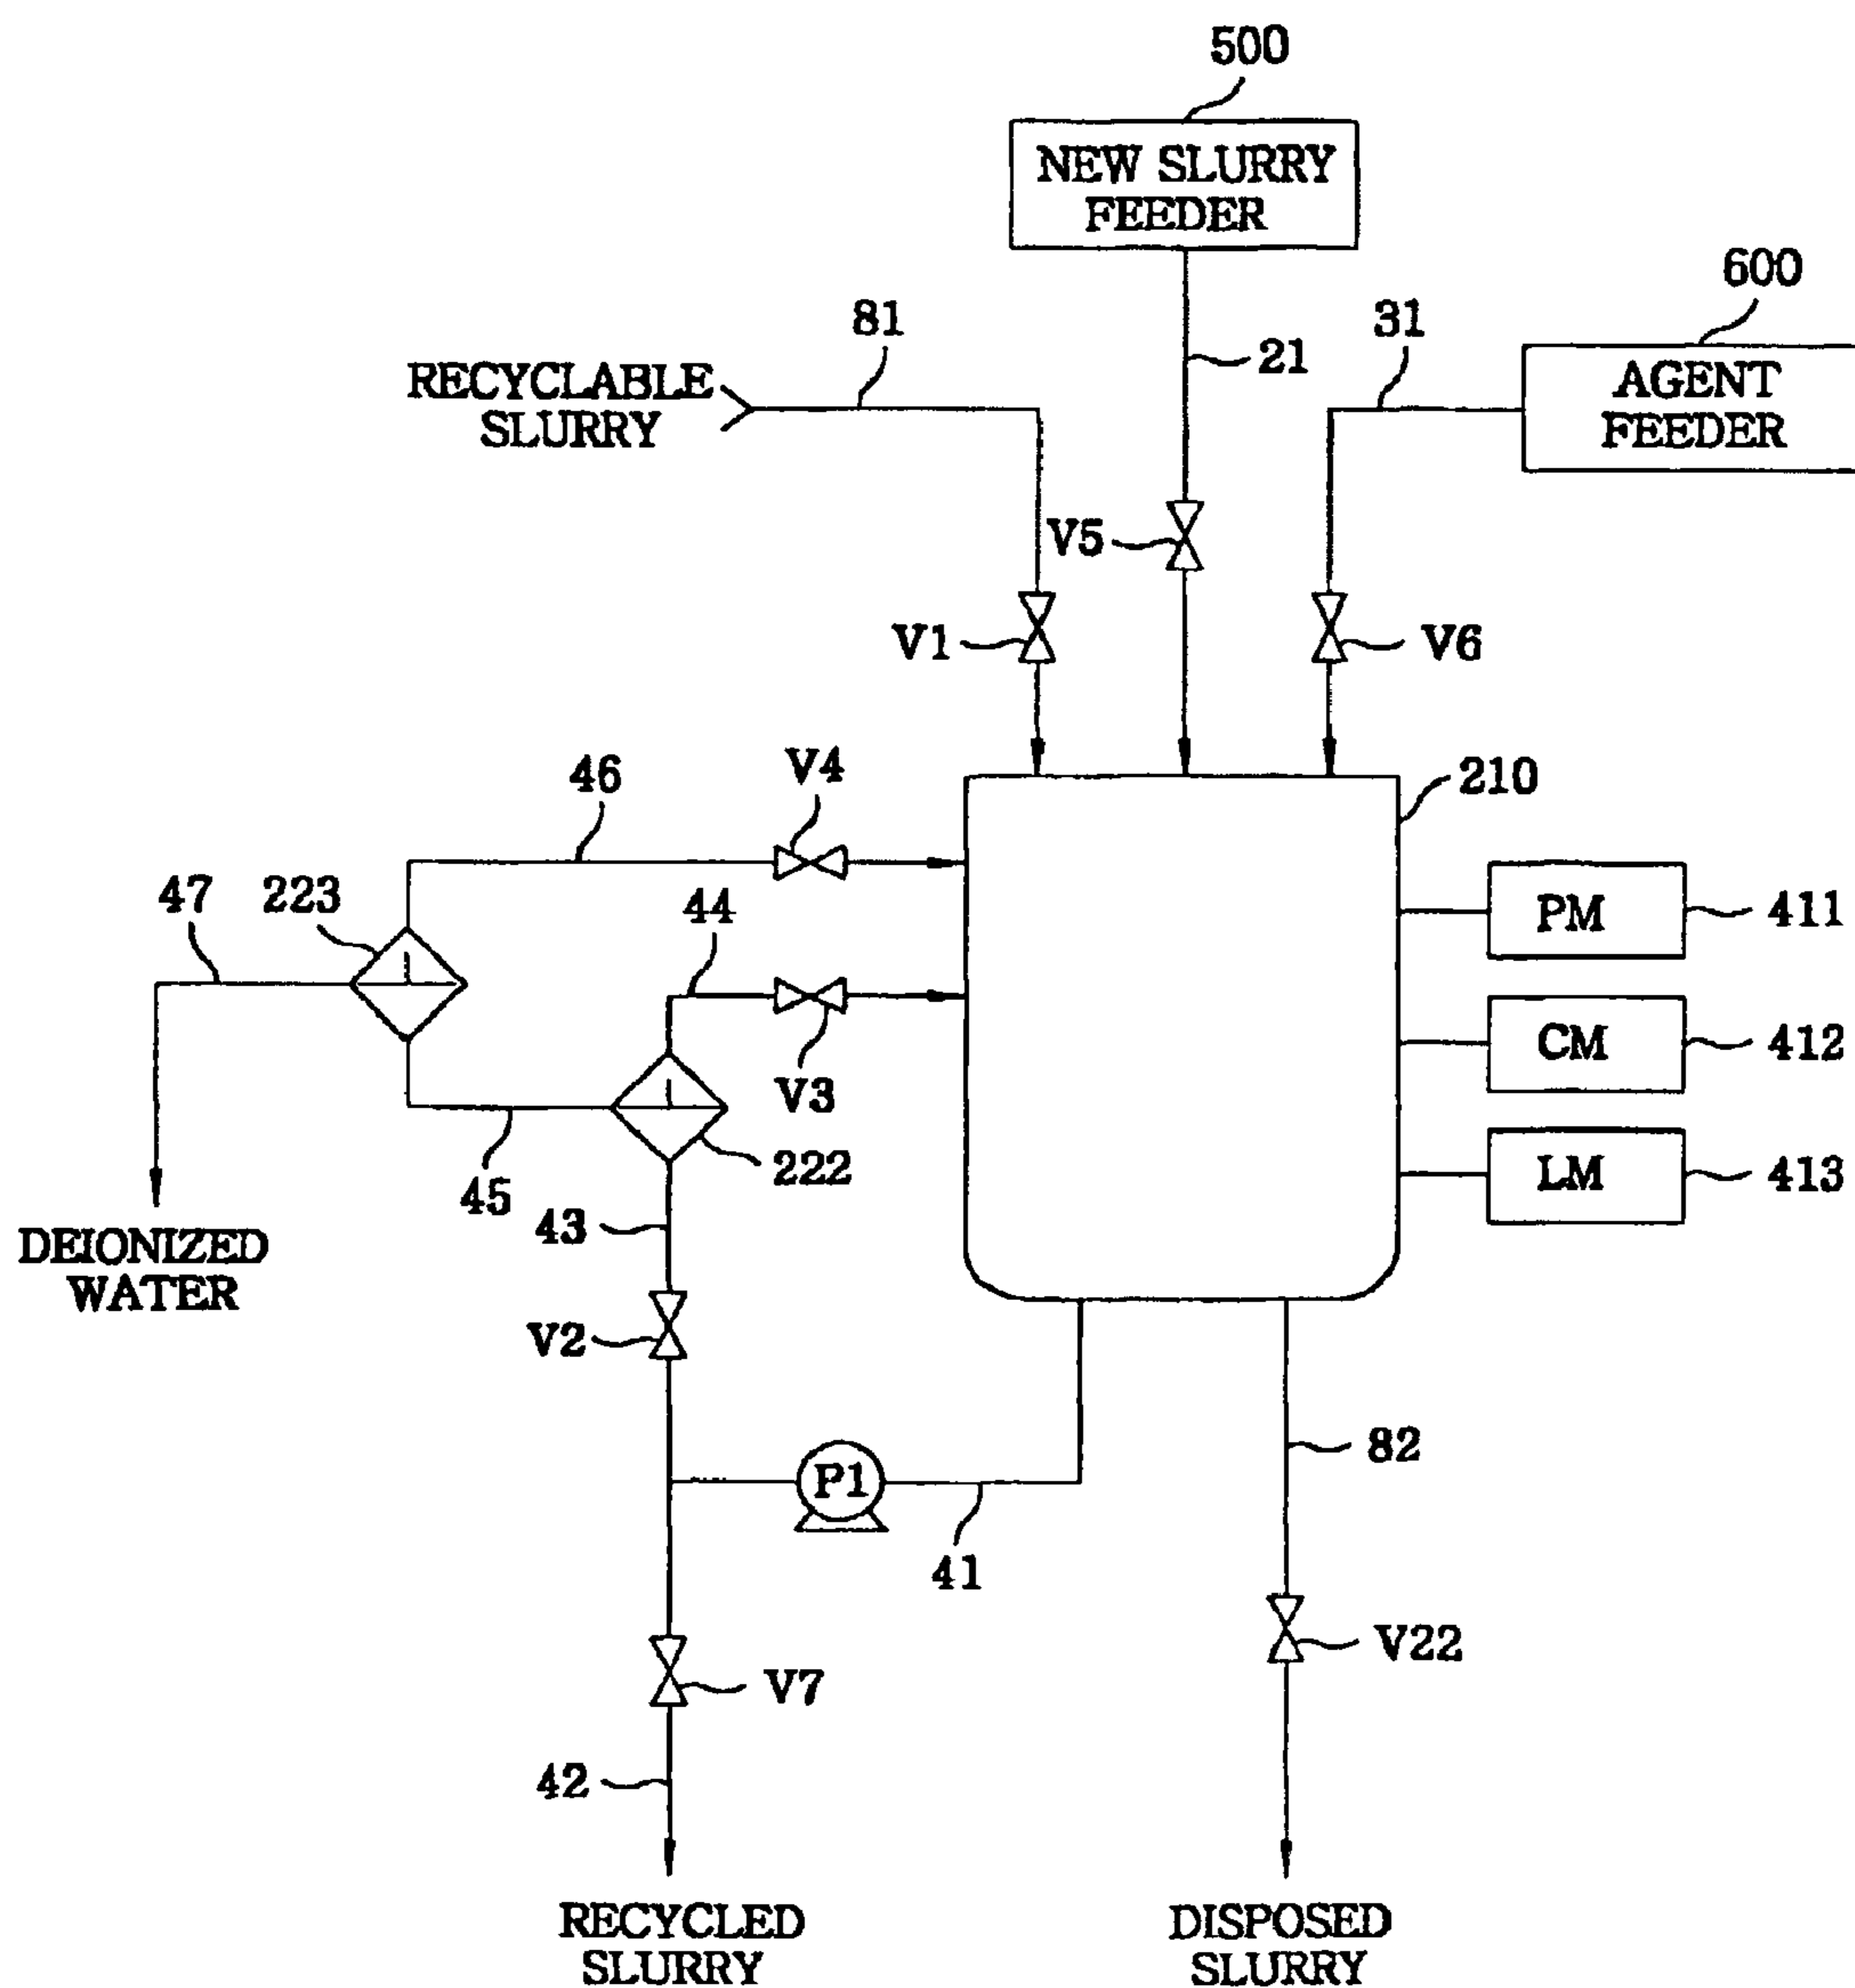 500
NEW SLURRY
FEEDER
600
81
31
21
RECYCLABLE
SLURRY
AGENT
FEEDER
V5
V1
V6
V4
46
210
47
223
44
PM
411
CM
412
V3
LM
413
222
45
43
DEIONIZED
WATER
V2
82
P1
41
V22
V7
42
RECYCLED
SLURRY
DISPOSED
SLURRY